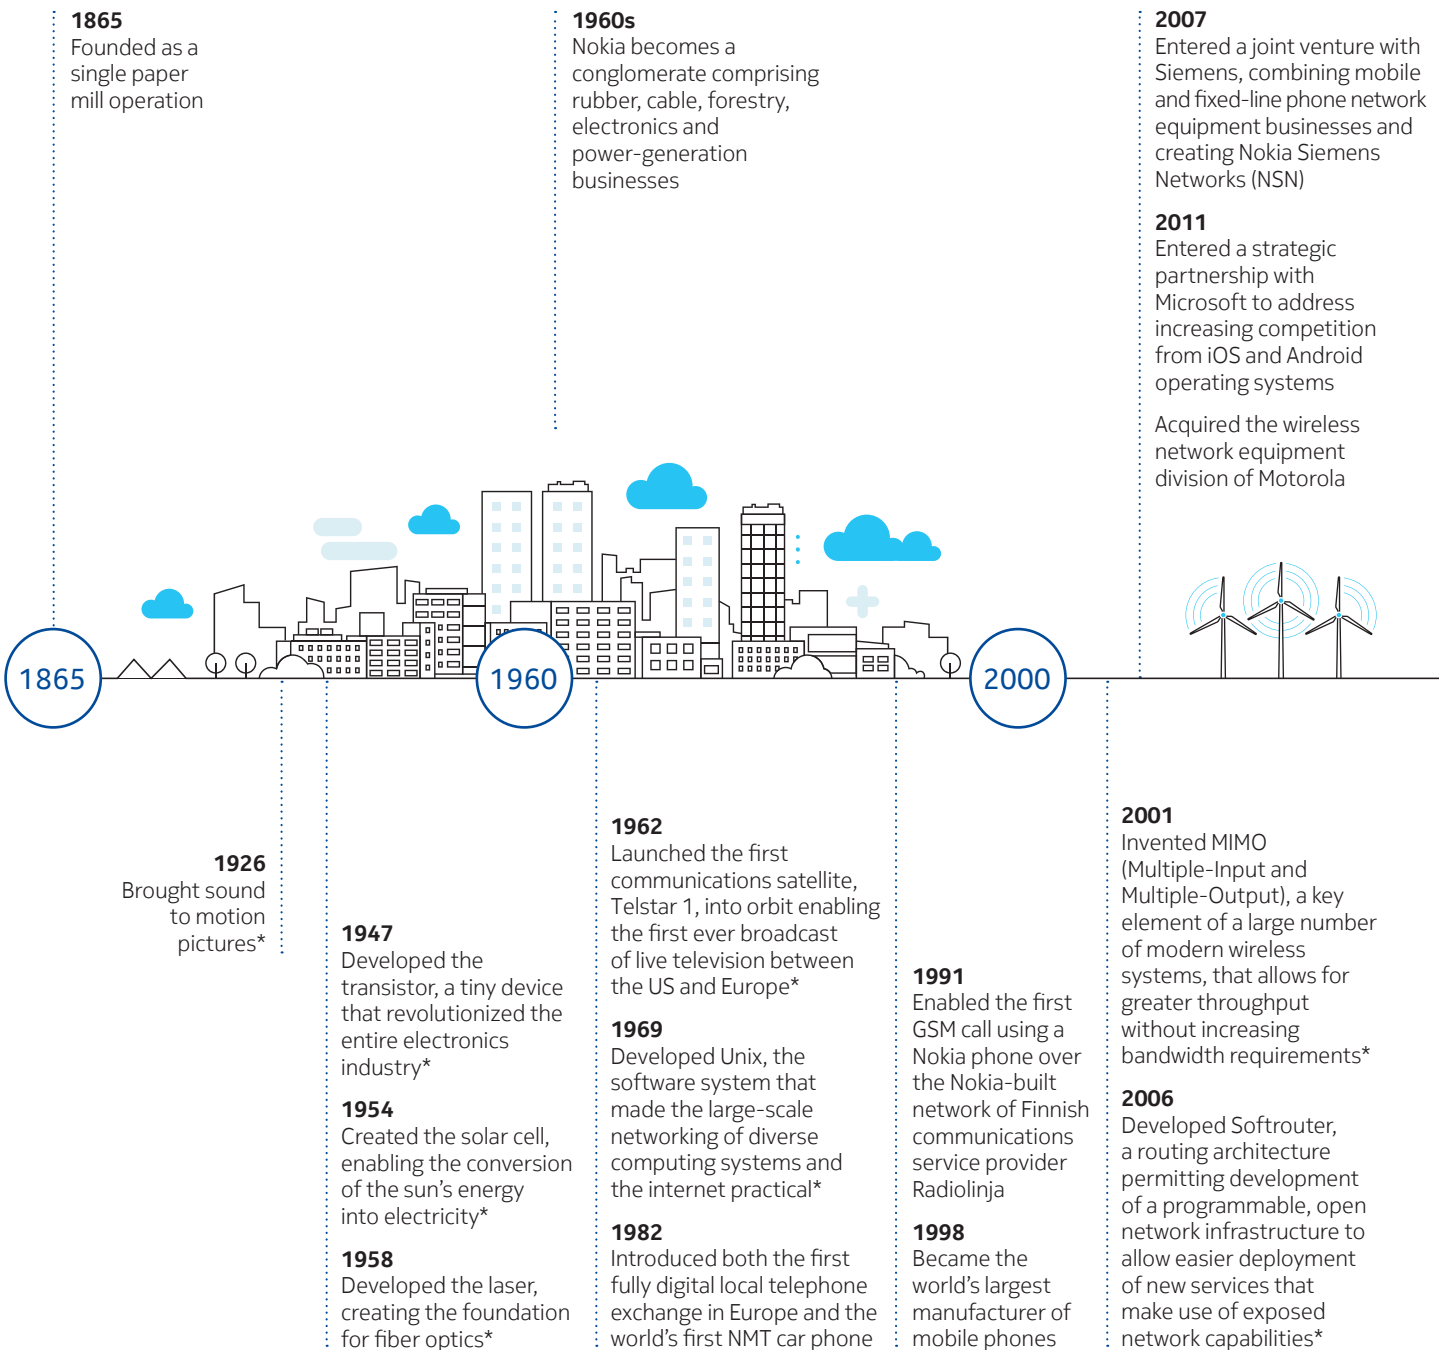 1865
Founded as a
single paper
mill operation
1960s
Nokia becomes a
conglomerate comprising
rubber, cable, forestry,
electronics and
power-generation
businesses
2007
Entered a joint venture with
Siemens, combining mobile
and fixed-line phone network
equipment businesses and
creating Nokia Siemens
Networks (NSN)
2011
Entered a strategic
partnership with
Microsoft to address
increasing competition
from iOS and Android
operating systems
Acquired the wireless
network equipment
division of Motorola
1865
1960
2000
1926
Brought sound
to motion
pictures*
1947
Developed the
transistor, a tiny device
that revolutionized the
entire electronics
industry*
1954
Created the solar cell,
enabling the conversion
of the sun's energy
into electricity*
1958
Developed the laser,
creating the foundation
for fiber optics*
1962
Launched the first
communications satellite,
Telstar 1, into orbit enabling
the first ever broadcast
of live television between
the US and Europe*
1969
Developed Unix, the
software system that
made the large-scale
networking of diverse
computing systems and
the internet practical*
1982
Introduced both the first
fully digital local telephone
exchange in Europe and the
world's first NMT car phone
1991
Enabled the first
GSM call using a
Nokia phone over
the Nokia-built
network of Finnish
communications
service provider
Radiolinja
1998
Became the
world's largest
manufacturer of
mobile phones
2001
Invented MIMO
(Multiple-Input and
Multiple-Output), a key
element of a large number
of modern wireless
systems, that allows for
greater throughput
without increasing
bandwidth requirements*
2006
Developed Softrouter,
a routing architecture
permitting development
of a programmable, open
network infrastructure to
allow easier deployment
of new services that
make use of exposed
network capabilities*